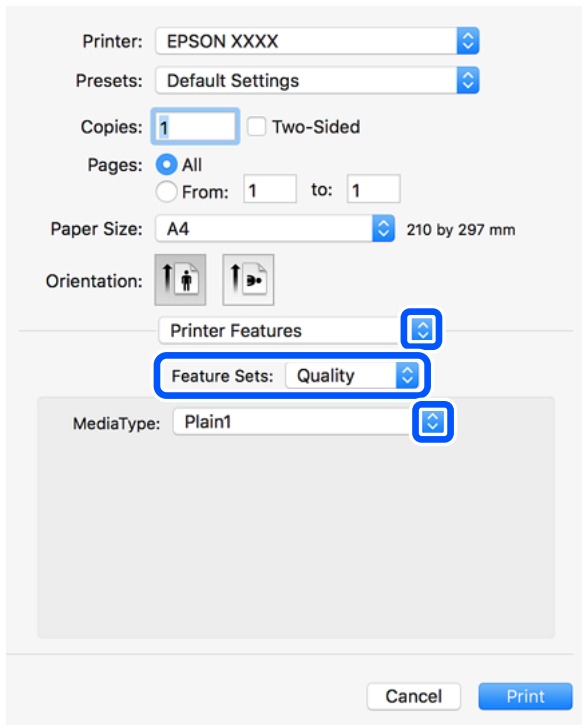 Printer: EPSON XXXX
Presets: Default Settings
Copies: 1 Two-Sided
Pages: All
From: 1 to: 1
Paper Size: A4 210 by 297 mm
Orientation:
Printer Features
Feature Sets: Quality
MediaType: Plain1
Cancel Print